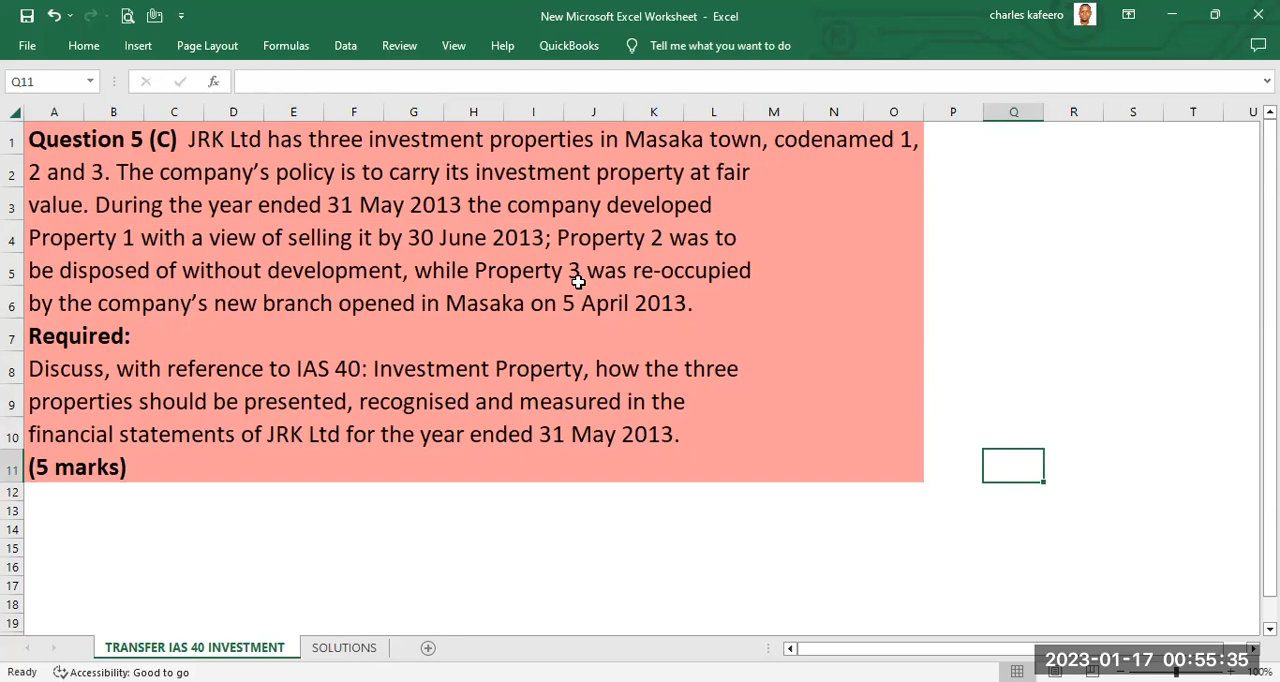 New Microsoft Excel Worksheet - Excel
charles kafeero
File Home Insert Page Layout Formulas Data Review View Help QuickBooks Tell me what you want to do
Q11 fx
A B C D E F G H I J K L M N O P Q R S T U
1 Question 5 (C) JRK Ltd has three investment properties in Masaka town, codenamed 1,
2 2 and 3. The company's policy is to carry its investment property at fair
3 value. During the year ended 31 May 2013 the company developed
4 Property 1 with a view of selling it by 30 June 2013; Property 2 was to
5 be disposed of without development, while Property 3 was re-occupied
6 by the company's new branch opened in Masaka on 5 April 2013.
7 Required:
8 Discuss, with reference to IAS 40: Investment Property, how the three
9 properties should be presented, recognised and measured in the
10 financial statements of JRK Ltd for the year ended 31 May 2013.
11 (5 marks)
12
13
14
15
16
17
18
19
TRANSFER IAS 40 INVESTMENT SOLUTIONS
Ready Accessibility: Good to go 100%
2023-01-17 00:55:35